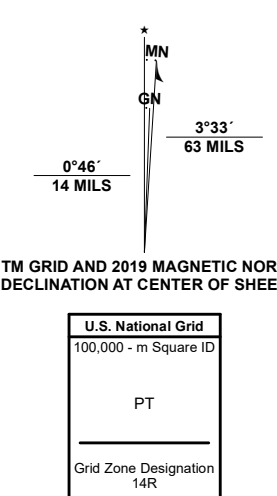 ★
MN
GN
3°33´
63 MILS
0°46´
14 MILS
TM GRID AND 2019 MAGNETIC NOR
DECLINATION AT CENTER OF SHEE
U.S. National Grid
100,000 - m Square ID
PT
Grid Zone Designation
14R